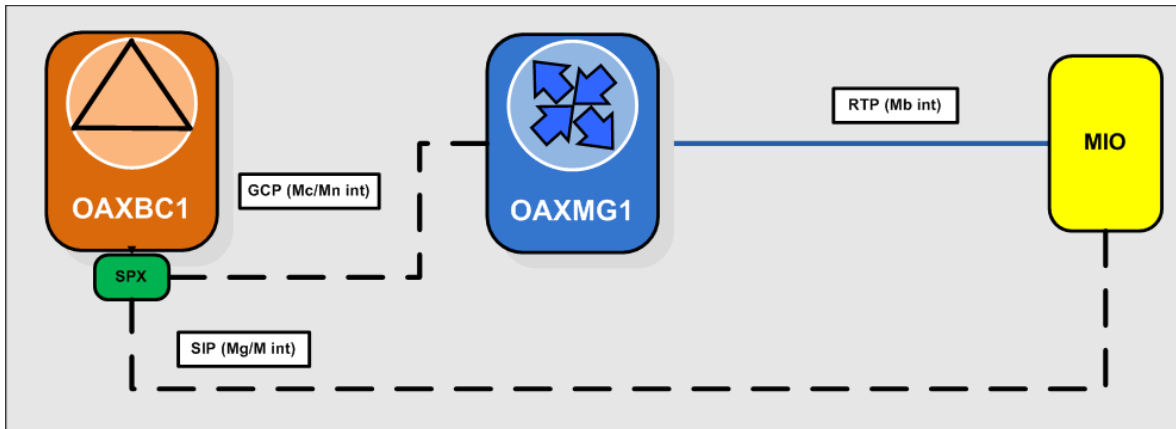 RTP (Mb int)
MIO
GCP (Mc/Mn int)
OAXBC1
OAXMG1
SPX
SIP (Mg/M int)